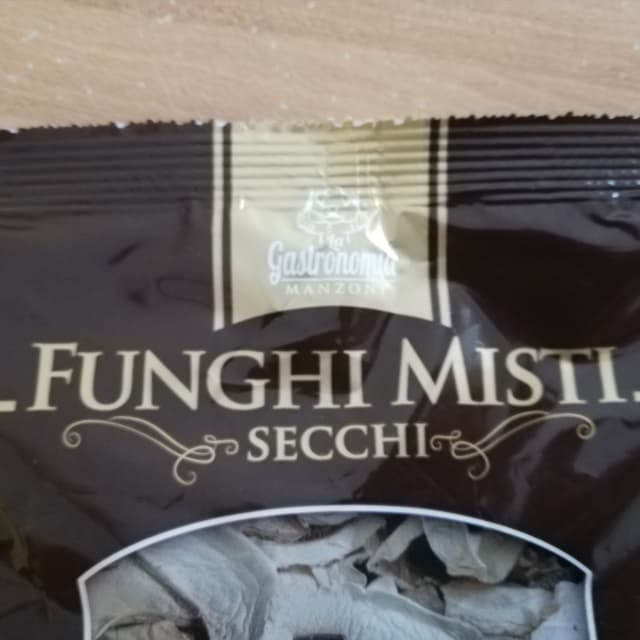 la
Gastronomia
MANZONI
FUNGHI MISTI
SECCHI